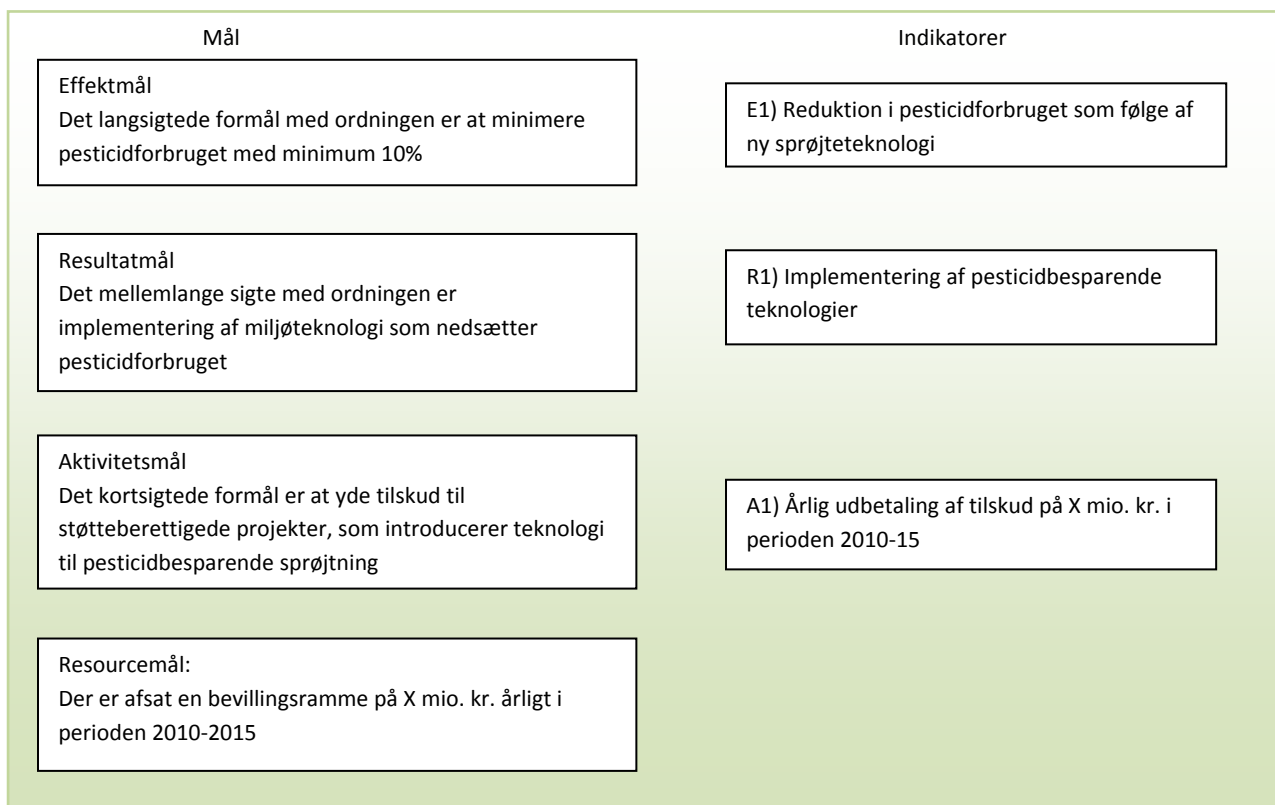 Mål
Indikatorer
Effektmål
Det langsigtede formål med ordningen er at minimere
pesticidforbruget med minimum 10%
E1) Reduktion i pesticidforbruget som følge af
ny sprøjteteknologi
Resultatmål
Det mellemlange sigte med ordningen er
implementering af miljøteknologi som nedsætter
pesticidforbruget
R1) Implementering af pesticidbesparende
teknologier
Aktivitetsmål
Det kortsigtede formål er at yde tilskud til
støtteberettigede projekter, som introducerer teknologi
til pesticidbesparende sprøjtning
A1) Årlig udbetaling af tilskud på X mio. kr. i
perioden 2010-15
Resourcemål:
Der er afsat en bevillingsramme på X mio. kr. årligt i
perioden 2010-2015